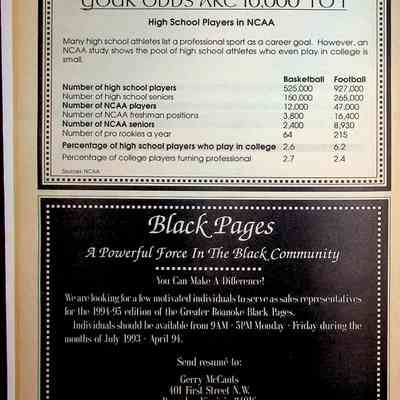 YOUR ODDS ARE 10,000 TO 1
High School Players in NCAA
Many high school athletes list a professional sport as a career goal. However, an
NCAA study shows the pool of high school athletes who even play in college is
small.
Basketball Football
Number of high school players 525,000 927,000
Number of high school seniors 150,000 265,000
Number of NCAA players 12,000 47,000
Number of NCAA freshman positions 3,800 16,400
Number of NCAA seniors 2,400 8,930
Number of pro rookies a year 64 215
Percentage of high school players who play in college 2.6 6.2
Percentage of college players turning professional 2.7 2.4
Sources: NCAA
Black Pages
A Powerful Force In The Black Community
You Can Make A Difference!
We are looking for a few motivated individuals to serve as sales representatives
for the 1994-95 edition of the Greater Roanoke Black Pages.
Individuals should be available from 9AM - 5PM Monday - Friday during the
months of July 1993 - April 94.
Send resumé to:
Gerry McCants
401 First Street N.W.